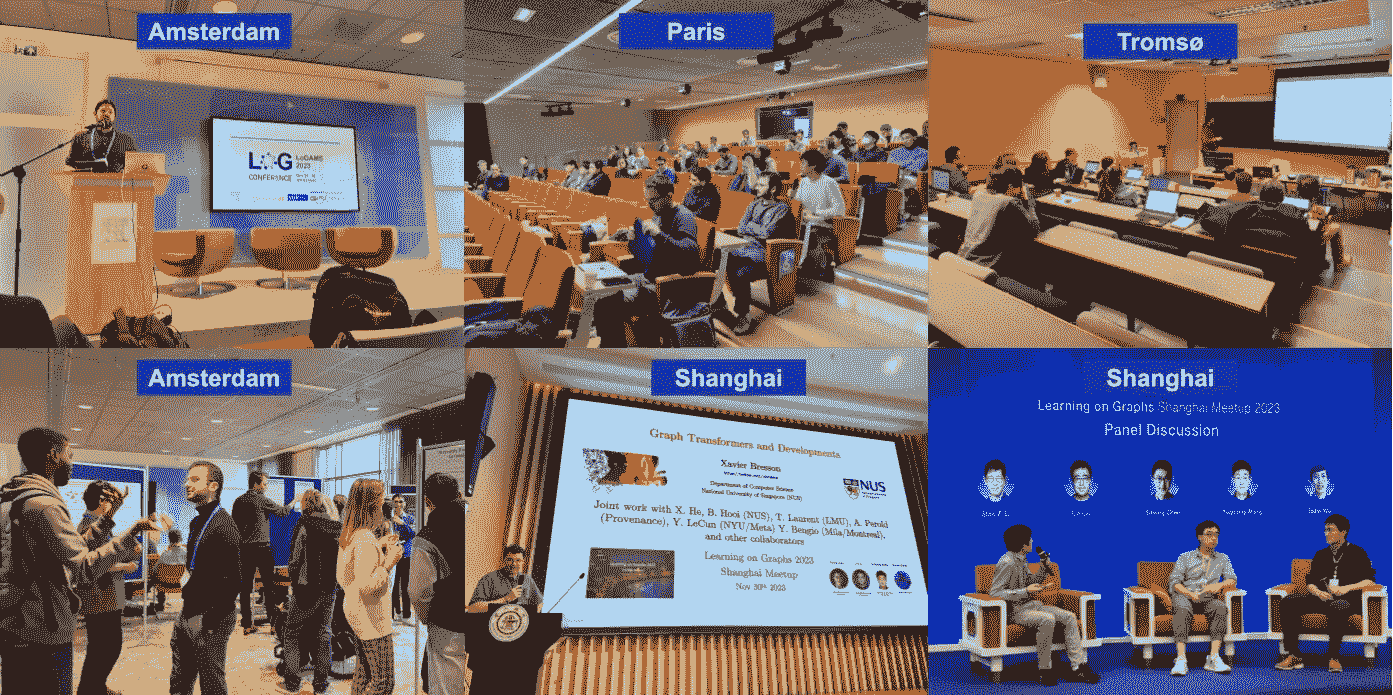 Amsterdam
LOG
LOGAMS
2023
CONFERENCE
Paris
Tromsø
Amsterdam
Shanghai
Graph Transformers and Developments
Xavier Bresson
Department of Computer Science
National University of Singapore (NUS)
NUS
Joint work with X. He, B. Hooi (NUS), T. Laurent (LMU), A. Perold
(Provenance), Y. LeCun (NYU/Meta) Y. Bengio (Mila/Montreal),
and other collaborators
Learning on Graphs 2023
Shanghai Meetup
Nov 30th 2023
Shanghai
Learning on Graphs Shanghai Meetup 2023
Panel Discussion